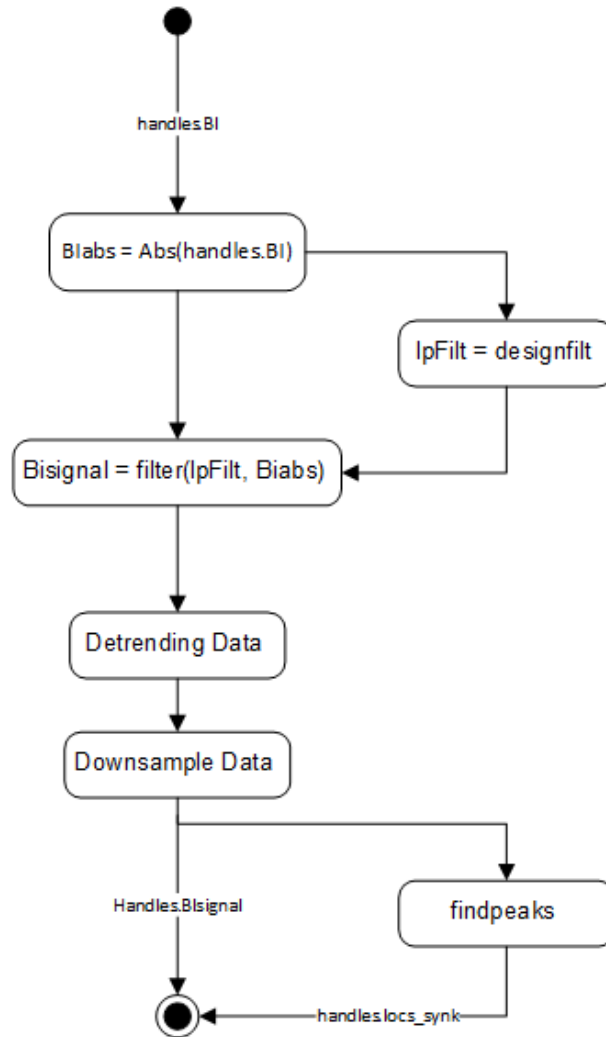 handles.BI
BIabs = Abs(handles.BI)
lpFilt = designfilt
Bisignal = filter(lpFilt, Biabs)
Detrending Data
Downsample Data
Handles.BIsignal
findpeaks
handles.locs_synk